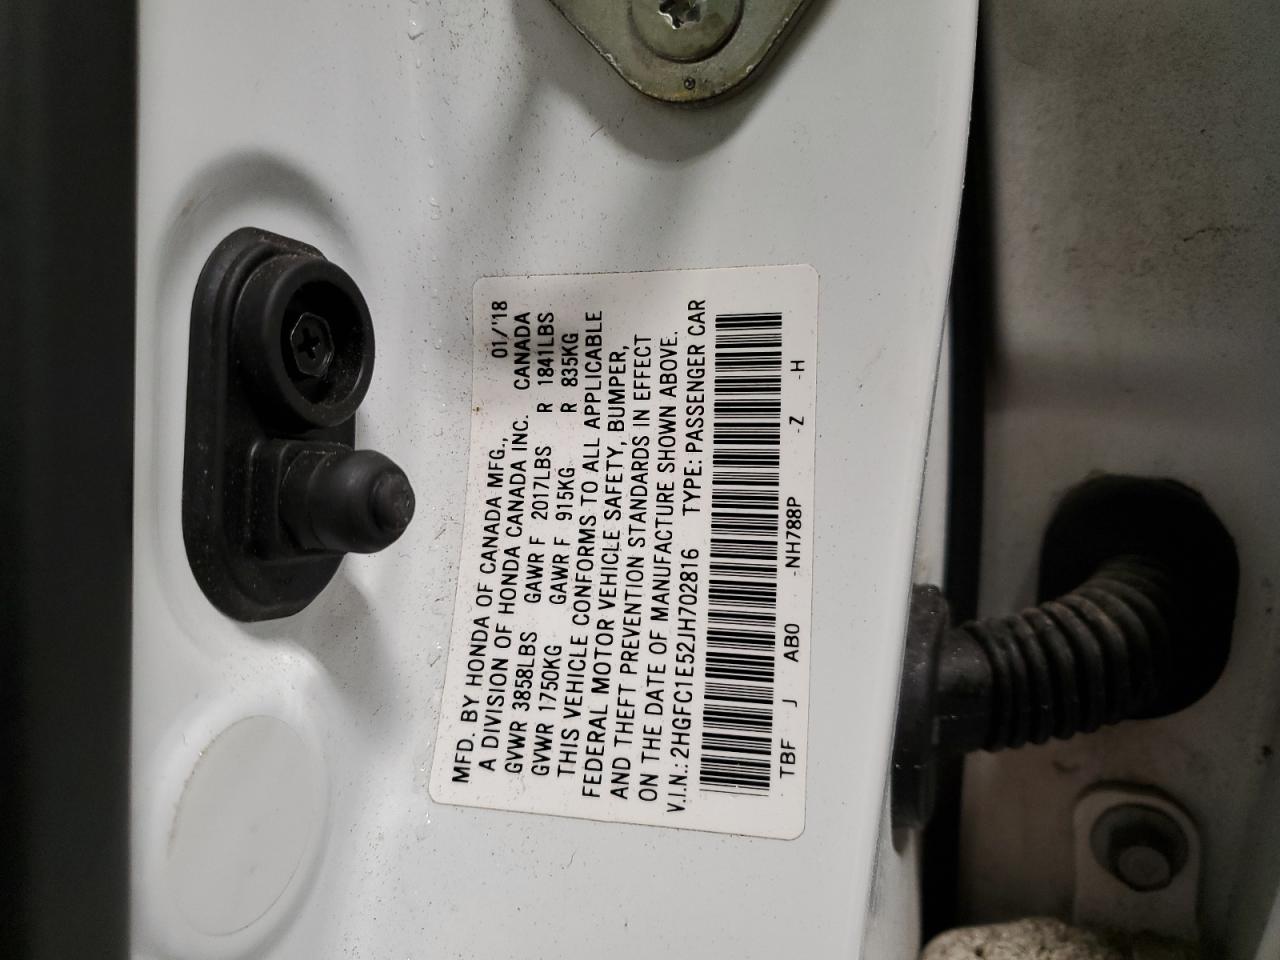 MFD. BY HONDA OF CANADA MFG., 01/'18
A DIVISION OF HONDA CANADA INC. CANADA
GVWR 3858LBS GAWR F 2017LBS R 1841LBS
GVWR 1750KG GAWR F 915KG R 835KG
THIS VEHICLE CONFORMS TO ALL APPLICABLE
FEDERAL MOTOR VEHICLE SAFETY, BUMPER,
AND THEFT PREVENTION STANDARDS IN EFFECT
ON THE DATE OF MANUFACTURE SHOWN ABOVE.
V.I.N.: 2HGFC1E52JH702816 TYPE: PASSENGER CAR
TBF J AB0 -NH788P -Z -H